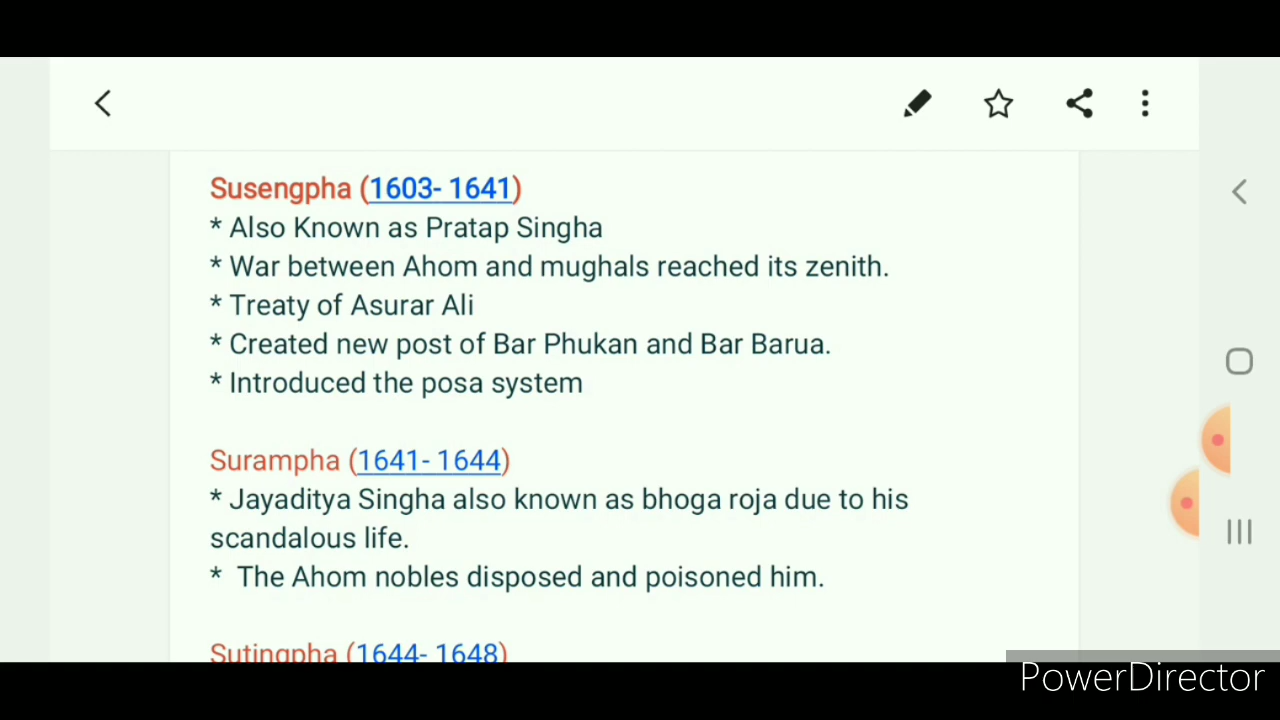 Susengpha (1603- 1641)
* Also Known as Pratap Singha
* War between Ahom and mughals reached its zenith.
* Treaty of Asurar Ali
* Created new post of Bar Phukan and Bar Barua.
* Introduced the posa system
Surampha (1641- 1644)
* Jayaditya Singha also known as bhoga roja due to his
scandalous life.
*  The Ahom nobles disposed and poisoned him.
Sutingpha (1644- 1648)
PowerDirector